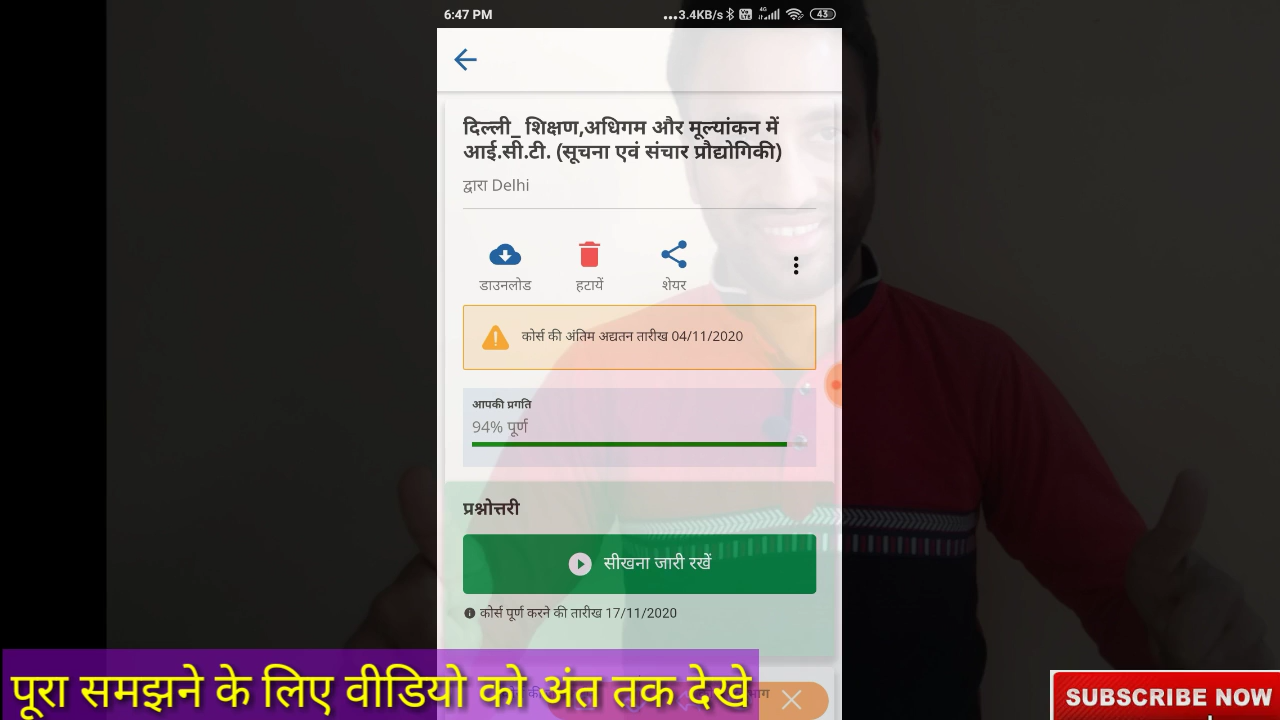 6:47 PM
...3.4KB/s
4G
43
दिल्ली_ शिक्षण,अधिगम और मूल्यांकन में
आई.सी.टी. (सूचना एवं संचार प्रौद्योगिकी)
द्वारा Delhi
डाउनलोड हटायें शेयर
कोर्स की अंतिम अद्यतन तारीख 04/11/2020
आपकी प्रगति
94% पूर्ण
प्रश्नोत्तरी
सीखना जारी रखें
कोर्स पूर्ण करने की तारीख 17/11/2020
पूरा समझने के लिए वीडियो को अंत तक देखे
SUBSCRIBE NOW